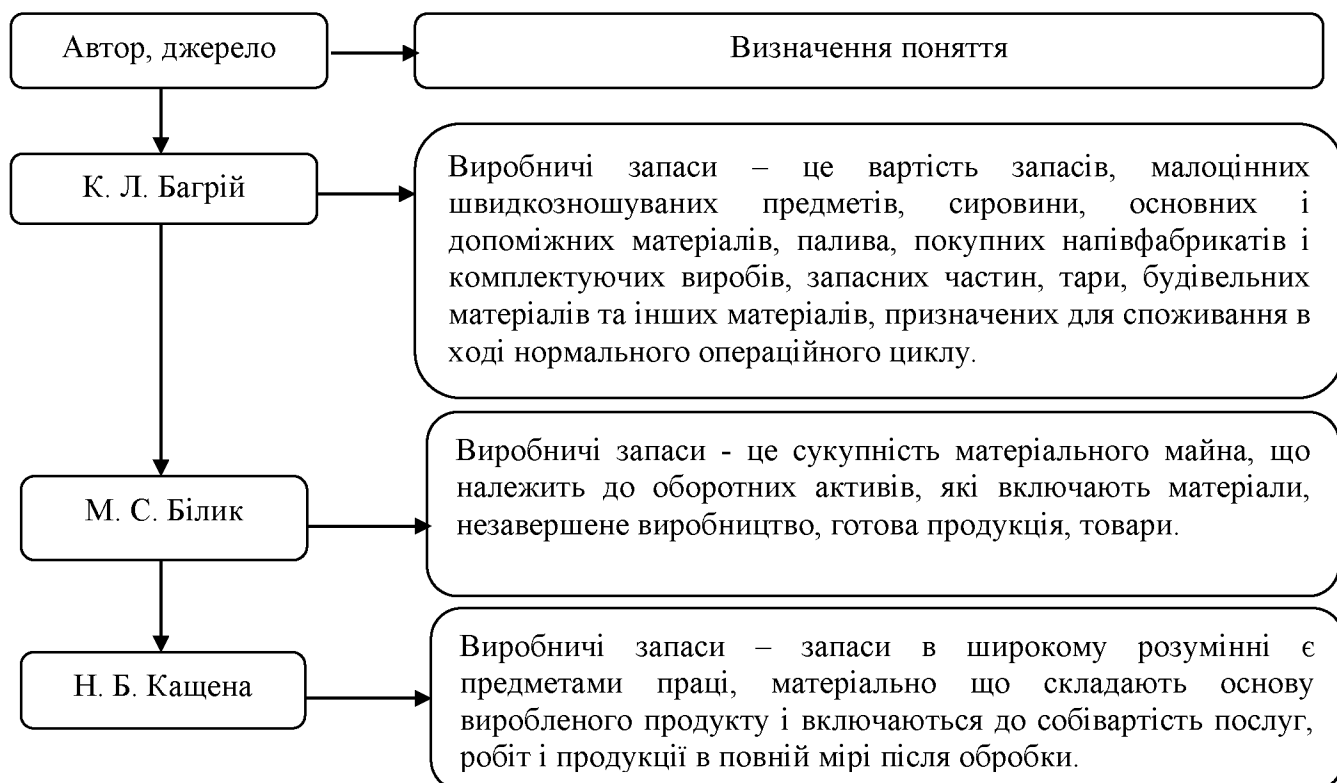 Автор, джерело
Визначення поняття
К. Л. Багрій
Виробничі запаси – це вартість запасів, малоцінних
швидкозношуваних предметів, сировини, основних і
допоміжних матеріалів, палива, покупних напівфабрикатів і
комплектуючих виробів, запасних частин, тари, будівельних
матеріалів та інших матеріалів, призначених для споживання в
ході нормального операційного циклу.
М. С. Білик
Виробничі запаси - це сукупність матеріального майна, що
належить до оборотних активів, які включають матеріали,
незавершене виробництво, готова продукція, товари.
Н. Б. Кащена
Виробничі запаси – запаси в широкому розумінні є
предметами праці, матеріально що складають основу
виробленого продукту і включаються до собівартість послуг,
робіт і продукції в повній мірі після обробки.